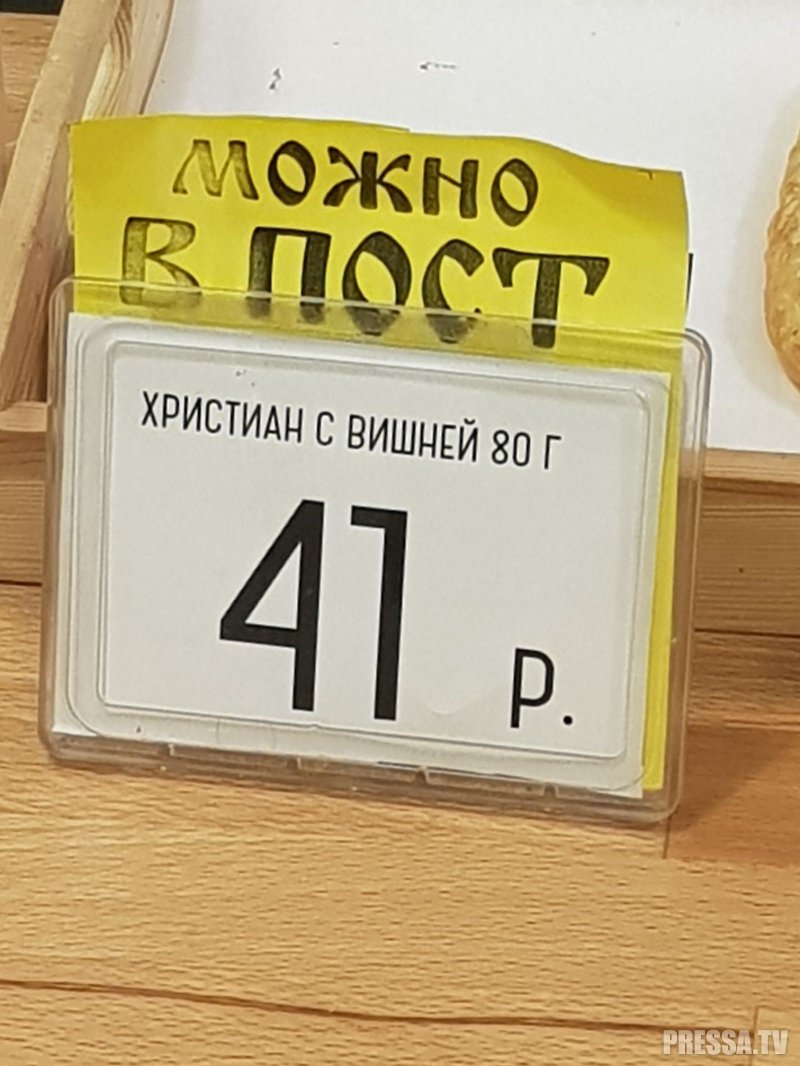 можно
в пост
ХРИСТИАН С ВИШНЕЙ 80 Г
41 Р.
PRESSA.TV